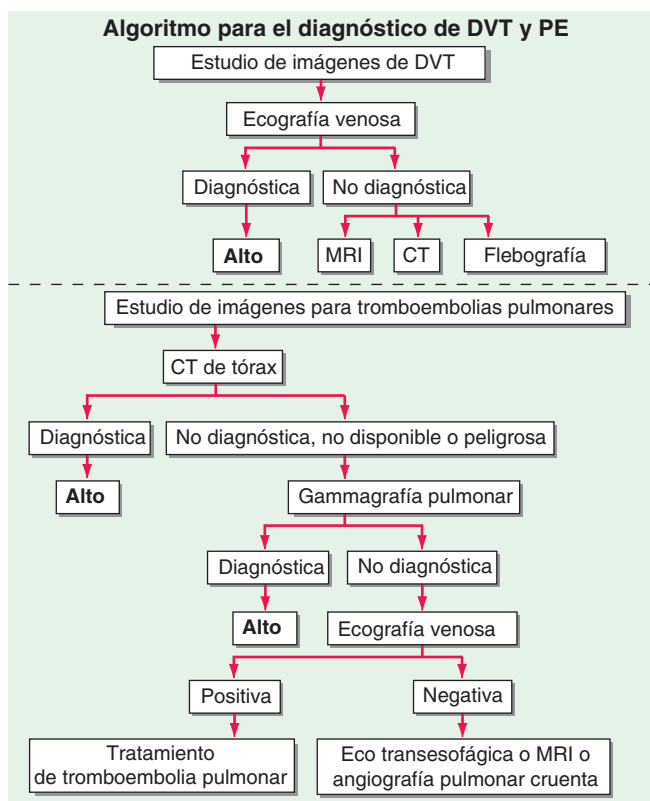 Algoritmo para el diagnóstico de DVT y PE
Estudio de imágenes de DVT
Ecografía venosa
Diagnóstica
No diagnóstica
Alto
MRI
CT
Flebografía
Estudio de imágenes para tromboembolias pulmonares
CT de tórax
Diagnóstica
No diagnóstica, no disponible o peligrosa
Alto
Gammagrafía pulmonar
Diagnóstica
No diagnóstica
Alto
Ecografía venosa
Positiva
Negativa
Tratamiento
de tromboembolia pulmonar
Eco transesofágica o MRI o
angiografía pulmonar cruenta